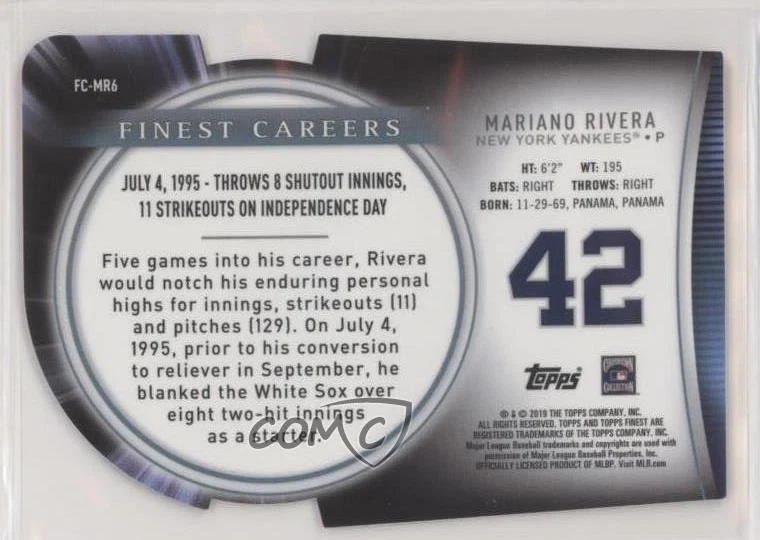 FC-MR6
FINEST CAREERS
JULY 4, 1995 - THROWS 8 SHUTOUT INNINGS,
11 STRIKEOUTS ON INDEPENDENCE DAY
Five games into his career, Rivera
would notch his enduring personal
highs for innings, strikeouts (11)
and pitches (129). On July 4,
1995, prior to his conversion
to reliever in September, he
blanked the White Sox over
eight two-hit innings
as a starter.
COMC
MARIANO RIVERA
NEW YORK YANKEES® • P
HT: 6'2" WT: 195
BATS: RIGHT THROWS: RIGHT
BORN: 11-29-69, PANAMA, PANAMA
42
Topps
COOPERSTOWN
COLLECTION
® & © 2019 THE TOPPS COMPANY, INC.
ALL RIGHTS RESERVED. TOPPS AND TOPPS FINEST ARE
REGISTERED TRADEMARKS OF THE TOPPS COMPANY, INC.
Major League Baseball trademarks and copyrights are used with
permission of Major League Baseball Properties, Inc.
OFFICIALLY LICENSED PRODUCT OF MLBP. Visit MLB.com